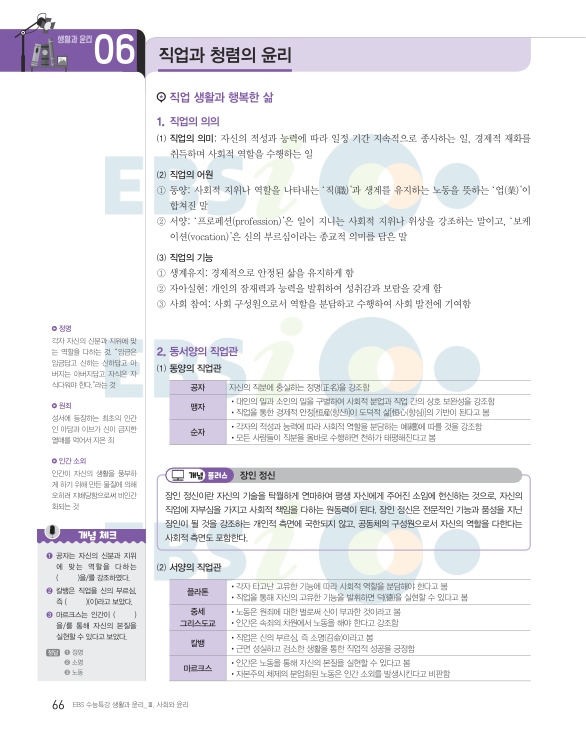 생활과 윤리
06
직업과 청렴의 윤리
직업 생활과 행복한 삶
1. 직업의 의의
(1) 직업의 의미: 자신의 적성과 능력에 따라 일정 기간 지속적으로 종사하는 일, 경제적 재화를
취득하며 사회적 역할을 수행하는 일
(2) 직업의 어원
① 동양: 사회적 지위나 역할을 나타내는 ‘직(職)’과 생계를 유지하는 노동을 뜻하는 ‘업(業)’이
합쳐진 말
② 서양: ‘프로페션(profession)’은 일이 지니는 사회적 지위나 위상을 강조하는 말이고, ‘보케
이션(vocation)’은 신의 부르심이라는 종교적 의미를 담은 말
(3) 직업의 기능
① 생계유지: 경제적으로 안정된 삶을 유지하게 함
② 자아실현: 개인의 잠재력과 능력을 발휘하여 성취감과 보람을 갖게 함
③ 사회 참여: 사회 구성원으로서 역할을 분담하고 수행하여 사회 발전에 기여함
정명
각자 자신의 신분과 지위에 맞
는 역할을 다하는 것. “임금은
임금답고 신하는 신하답고 아
버지는 아버지답고 자식은 자
식다워야 한다.”라는 것
원죄
성서에 등장하는 최초의 인간
인 아담과 이브가 신이 금지한
열매를 먹어서 지은 죄
인간 소외
인간이 자신의 생활을 풍부하
게 하기 위해 만든 물질에 의해
오히려 지배당함으로써 비인간
화되는 것
개념 체크
❶ 공자는 자신의 신분과 지위
에 맞는 역할을 다하는
( )을/를 강조하였다.
❷ 칼뱅은 직업을 신의 부르심,
즉 ( )(이)라고 보았다.
❸ 마르크스는 인간이 ( )
을/를 통해 자신의 본질을
실현할 수 있다고 보았다.
정답 ❶ 정명
❷ 소명
❸ 노동
2. 동서양의 직업관
(1) 동양의 직업관
공자 자신의 직분에 충실하는 정명(正名)을 강조함
맹자 • 대인의 일과 소인의 일을 구별하여 사회적 분업과 직업 간의 상호 보완성을 강조함
• 직업을 통한 경제적 안정[恒産(항산)]이 도덕적 삶[恒心(항심)]의 기반이 된다고 봄
순자 • 각자의 적성과 능력에 따라 사회적 역할을 분담하는 예(禮)에 따를 것을 강조함
• 모든 사람들이 직분을 올바로 수행하면 천하가 태평해진다고 봄
개념 플러스 장인 정신
장인 정신이란 자신의 기술을 탁월하게 연마하여 평생 자신에게 주어진 소임에 헌신하는 것으로, 자신의
직업에 자부심을 가지고 사회적 책임을 다하는 원동력이 된다. 장인 정신은 전문적인 기능과 품성을 지닌
장인이 될 것을 강조하는 개인적 측면에 국한되지 않고, 공동체의 구성원으로서 자신의 역할을 다한다는
사회적 측면도 포함한다.
(2) 서양의 직업관
플라톤 • 각자 타고난 고유한 기능에 따라 사회적 역할을 분담해야 한다고 봄
• 직업을 통해 자신의 고유한 기능을 발휘하면 덕(德)을 실현할 수 있다고 봄
중세
그리스도교 • 노동은 원죄에 대한 벌로써 신이 부과한 것이라고 봄
• 인간은 속죄의 차원에서 노동을 해야 한다고 강조함
칼뱅 • 직업은 신의 부르심, 즉 소명(召命)이라고 봄
• 근면 성실하고 검소한 생활을 통한 직업적 성공을 긍정함
마르크스 • 인간은 노동을 통해 자신의 본질을 실현할 수 있다고 봄
• 자본주의 체제의 분업화된 노동은 인간 소외를 발생시킨다고 비판함
66 EBS 수능특강 생활과 윤리_ Ⅲ. 사회와 윤리
EBSi
EBSi
EBSi